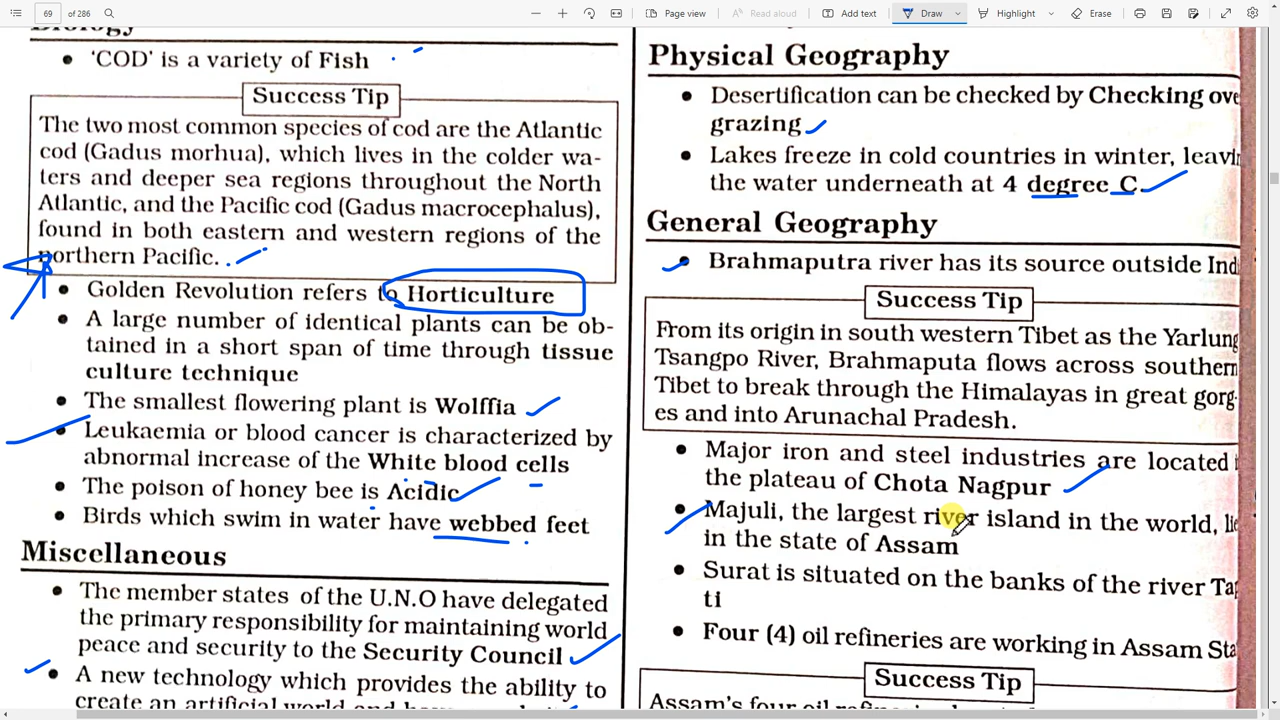 69
of 286
Page view
Read aloud
Add text
Draw
Highlight
Erase
Biology
• 'COD' is a variety of Fish
Success Tip
The two most common species of cod are the Atlantic
cod (Gadus morhua), which lives in the colder wa-
ters and deeper sea regions throughout the North
Atlantic, and the Pacific cod (Gadus macrocephalus),
found in both eastern and western regions of the
northern Pacific.
• Golden Revolution refers to Horticulture
• A large number of identical plants can be ob-
tained in a short span of time through tissue
culture technique
• The smallest flowering plant is Wolffia
• Leukaemia or blood cancer is characterized by
abnormal increase of the White blood cells
• The poison of honey bee is Acidic
• Birds which swim in water have webbed feet
Miscellaneous
• The member states of the U.N.O have delegated
the primary responsibility for maintaining world
peace and security to the Security Council
• A new technology which provides the ability to
create an artificial world and
Physical Geography
• Desertification can be checked by Checking ove
grazing
• Lakes freeze in cold countries in winter, leavi
the water underneath at 4 degree C.
General Geography
• Brahmaputra river has its source outside Ind
Success Tip
From its origin in south western Tibet as the Yarlung
Tsangpo River, Brahmaputa flows across southern
Tibet to break through the Himalayas in great gorg-
es and into Arunachal Pradesh.
• Major iron and steel industries are located
the plateau of Chota Nagpur
• Majuli, the largest river island in the world, lie
in the state of Assam
• Surat is situated on the banks of the river Tap
ti
• Four (4) oil refineries are working in Assam Sta
Success Tip
Assam's four oil refineries